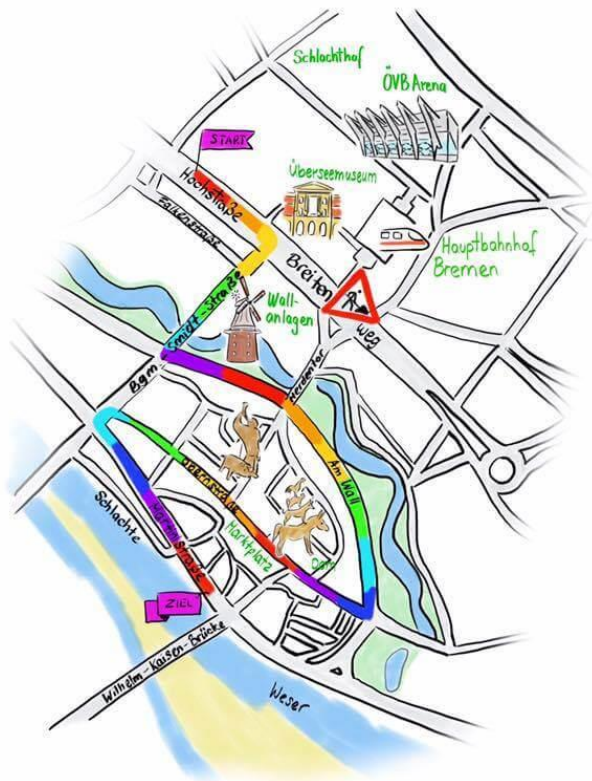 Schlachthof
ÖVB Arena
START
Überseemuseum
Hochstraße
Falkenstraße
Hauptbahnhof
Bremen
Breiten
weg
Wall-
anlagen
Bgm
Smidt-Straße
Herdentor
Am Wall
Obernstraße
Marktplatz
Dom
Schlachte
Martinistraße
ZIEL
Wilhelm-Kaisen-Brücke
Weser